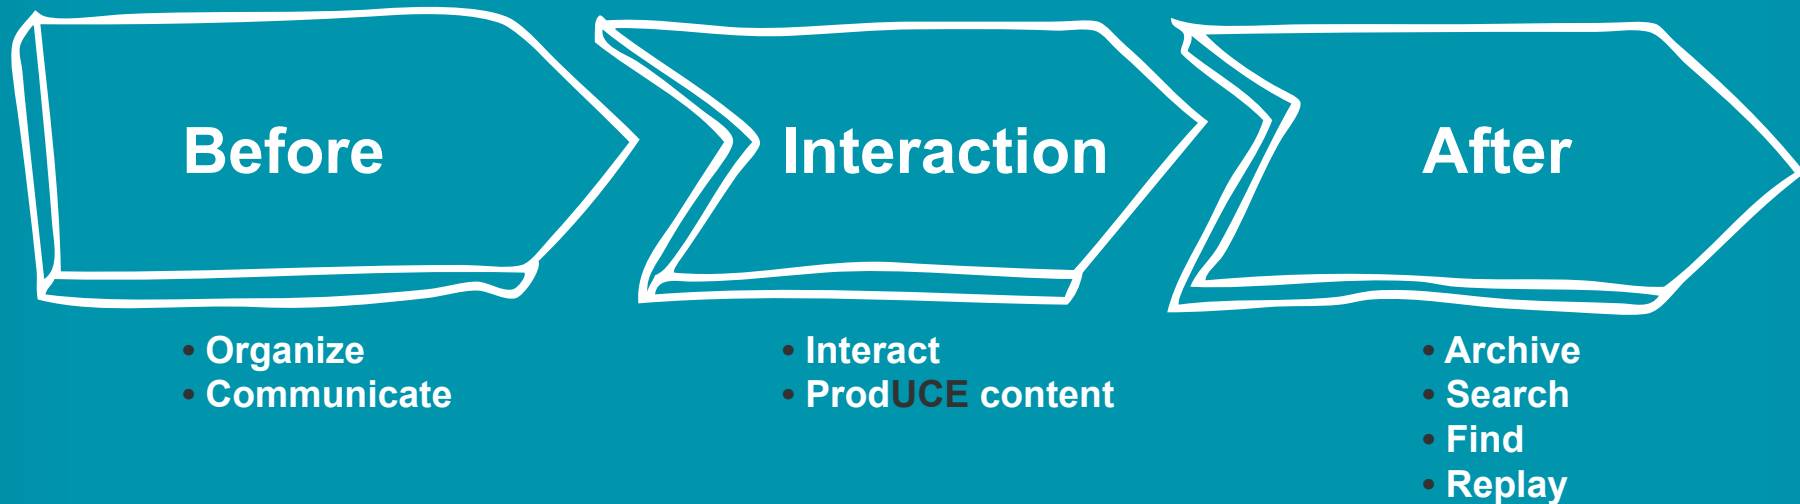 Before
• Organize
• Communicate
Interaction
• Interact
• ProdUCE content
After
• Archive
• Search
• Find
• Replay